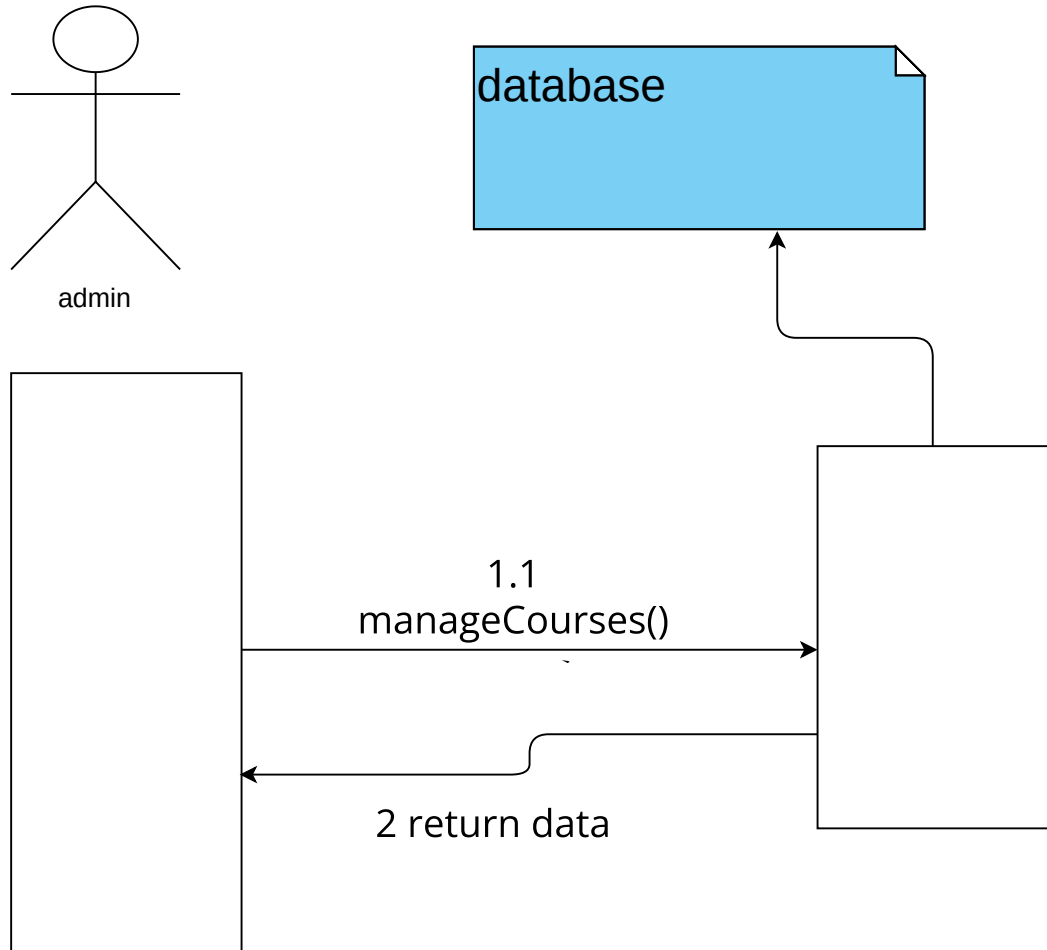 database
admin
1.1
manageCourses()
2 return data